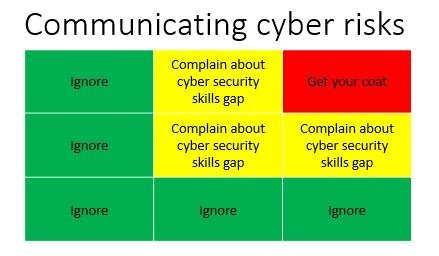 Communicating cyber risks
Ignore
Complain about
cyber security
skills gap
Get your coat
Ignore
Complain about
cyber security
skills gap
Complain about
cyber security
skills gap
Ignore
Ignore
Ignore